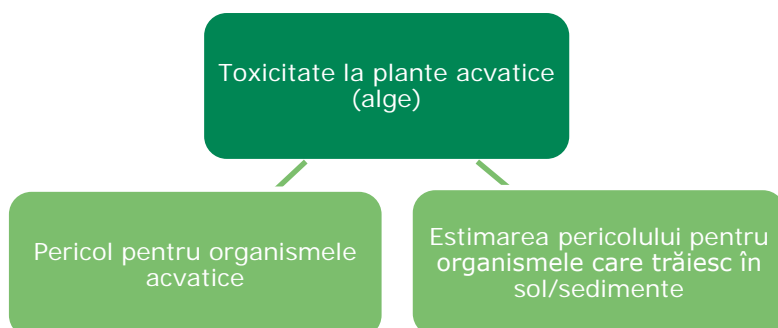 Toxicitate la plante acvatice
(alge)
Pericol pentru organismele
acvatice
Estimarea pericolului pentru
organismele care trăiesc în
sol/sedimente